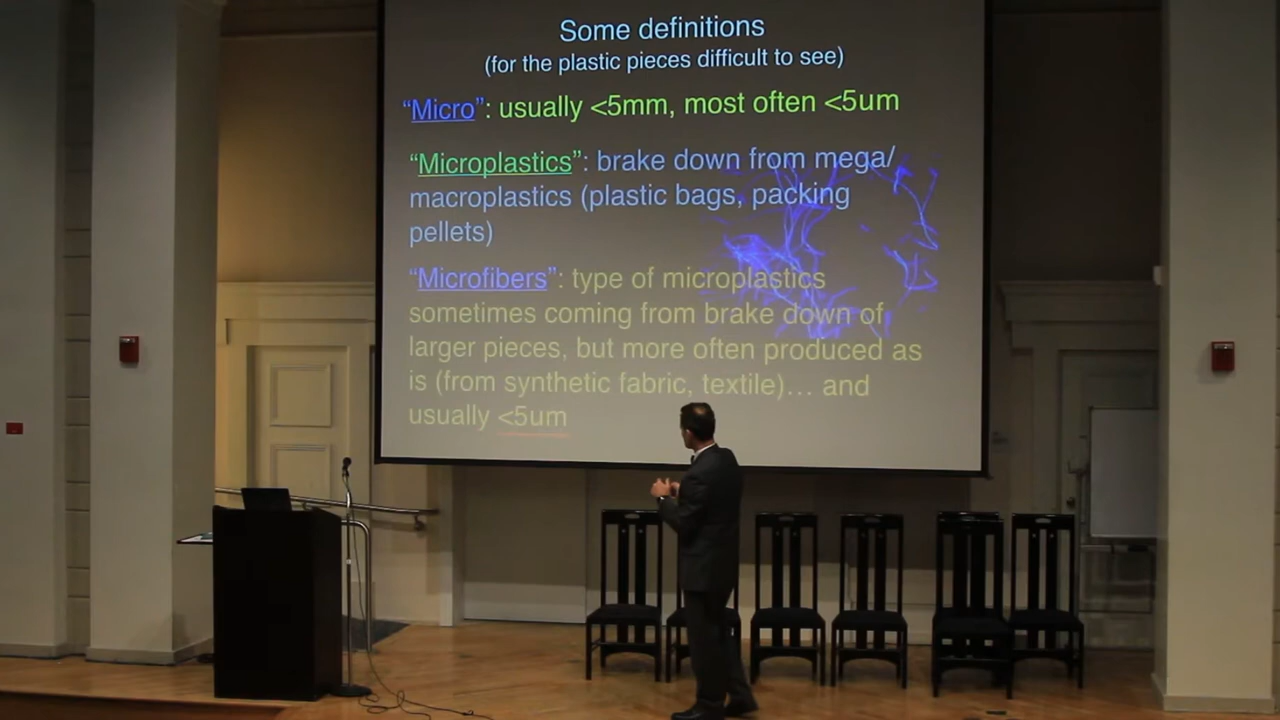 Some definitions
(for the plastic pieces difficult to see)
“Micro”: usually <5mm, most often <5um
“Microplastics”: brake down from mega/
macroplastics (plastic bags, packing
pellets)
“Microfibers”: type of microplastics
sometimes coming from brake down of
larger pieces, but more often produced as
is (from synthetic fabric, textile)... and
usually <5um